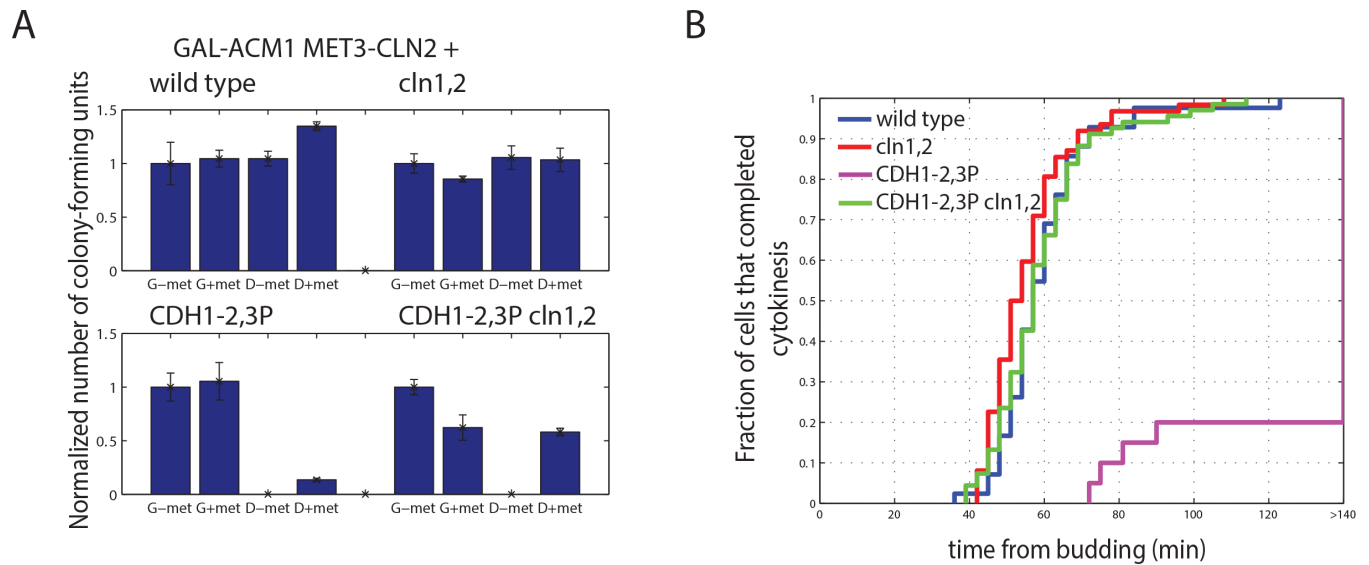 A
GAL-ACM1 MET3-CLN2 +
wild type
cln1,2
Normalized number of colony-forming units
1.5
1
0.5
0
G−met G+met D−met D+met G−met G+met D−met D+met
CDH1-2,3P
CDH1-2,3P cln1,2
1.5
1
0.5
0
G−met G+met D−met D+met G−met G+met D−met D+met
B
Fraction of cells that completed
cytokinesis
1
0.9
0.8
0.7
0.6
0.5
0.4
0.3
0.2
0.1
0
wild type
cln1,2
CDH1-2,3P
CDH1-2,3P cln1,2
0 20 40 60 80 100 120 >140
time from budding (min)